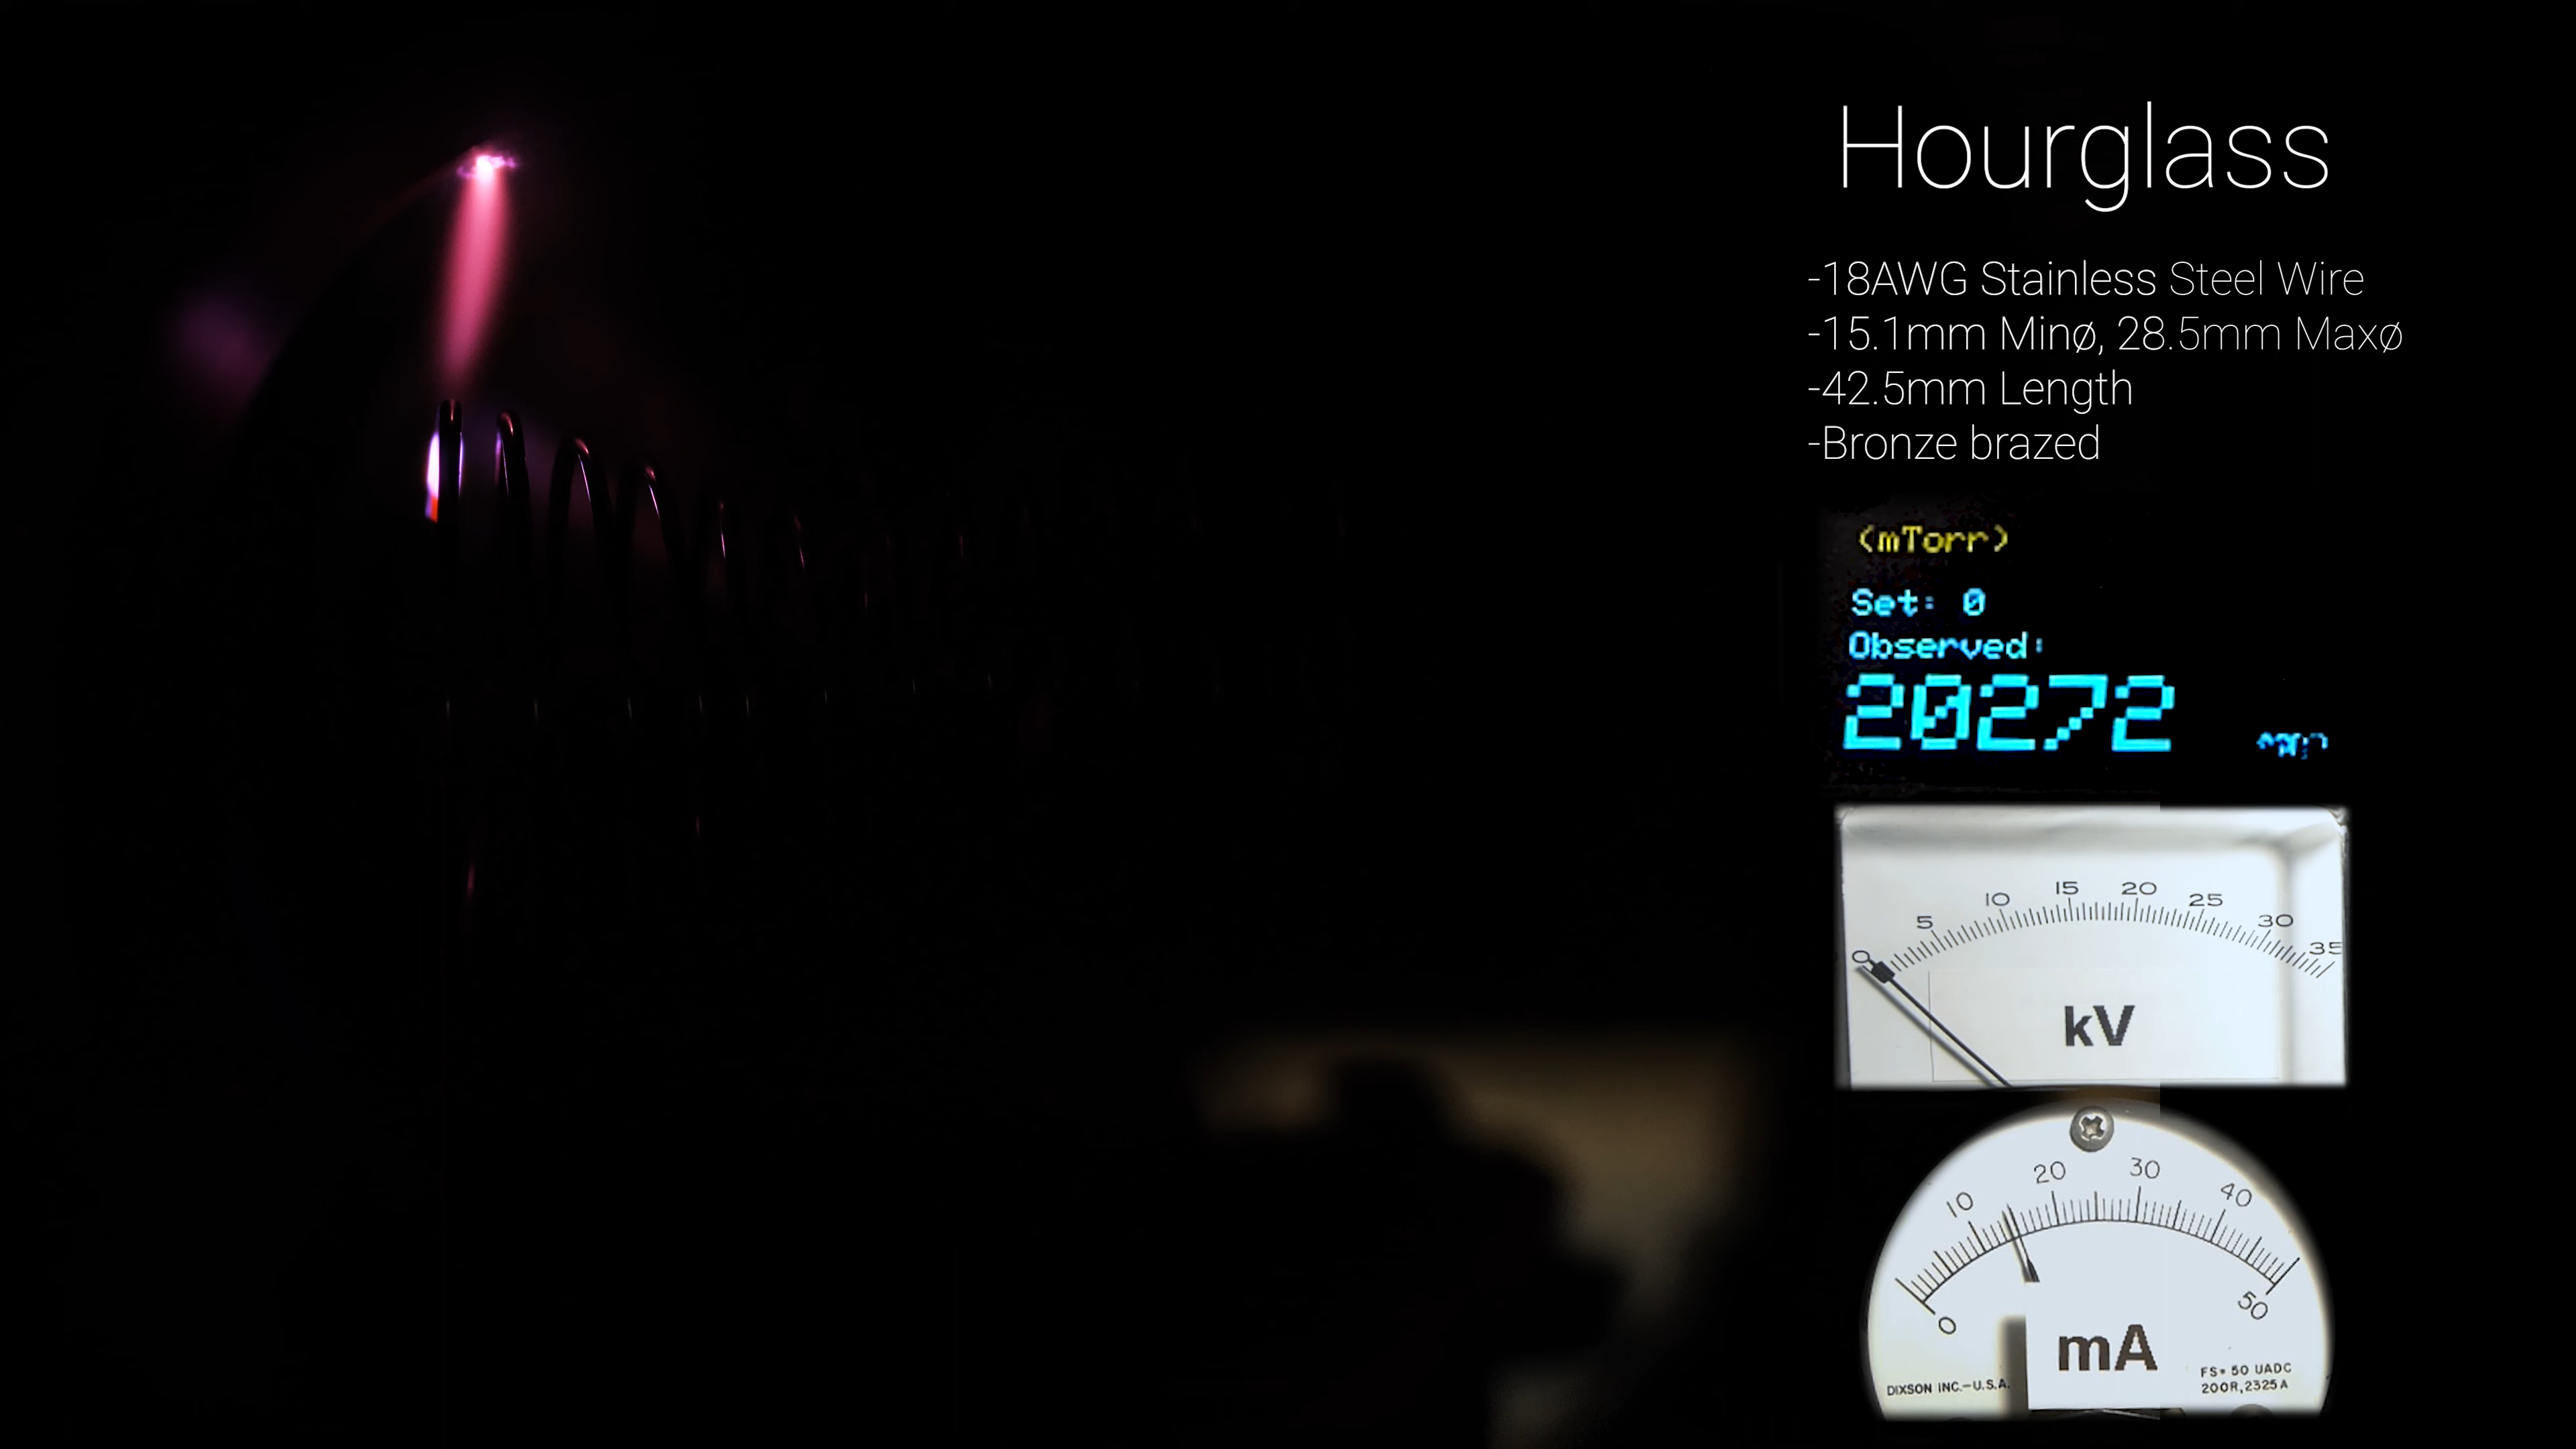 Hourglass
-18AWG Stainless Steel Wire
-15.1mm Minø, 28.5mm Maxø
-42.5mm Length
-Bronze brazed
(mTorr)
Set: 0
Observed:
20272
0 5 10 15 20 25 30 35
kV
0 10 20 30 40 50
mA
DIXSON INC.-U.S.A.
FS= 50 UADC
200R,2325A